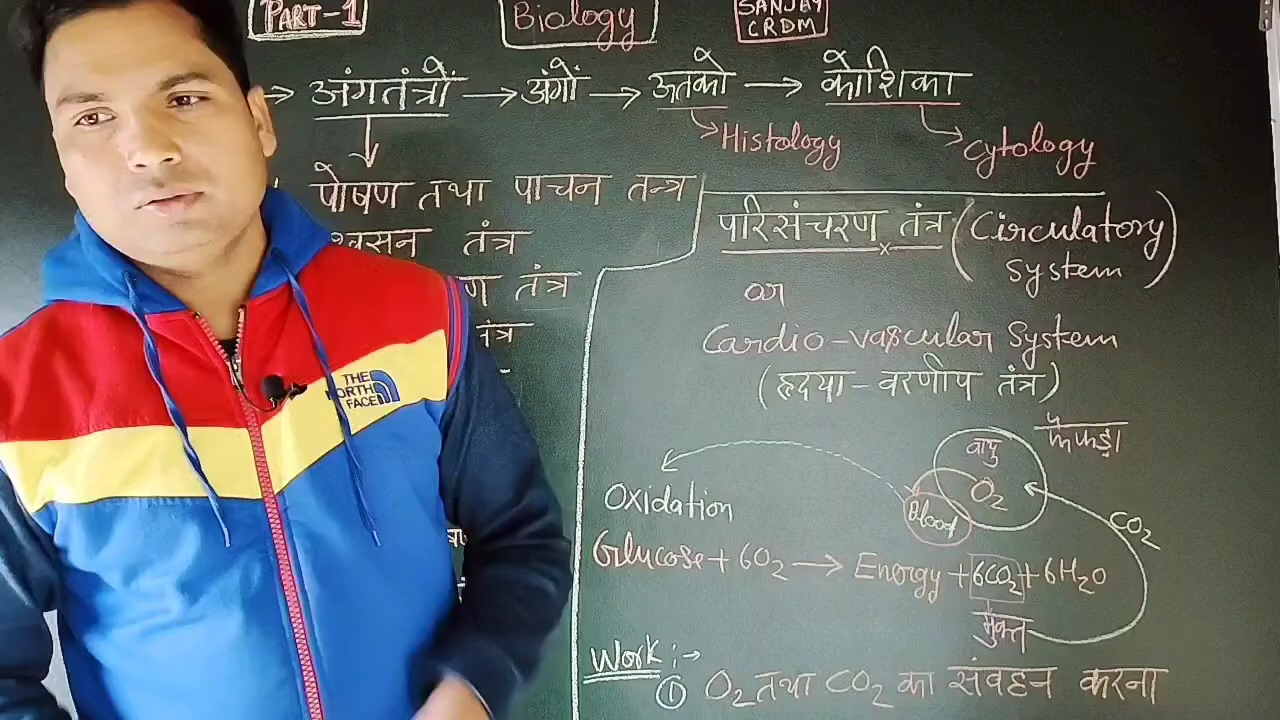 PART-1
Biology
SANJAY
CRDM
→ अंगतंत्रों → अंगों → ऊतको → कोशिका
Histology
Cytology
पोषण तथा पाचन तन्त्र
श्वसन तंत्र
ण तंत्र
तंत्र
परिसंचरण तंत्र (Circulatory
System)
or
Cardio-vascular System
(हृदया-वरणीय तंत्र)
फेफड़ा
वायु
O₂
Blood
CO₂
Oxidation
Glucose + 6O₂ → Energy + 6CO₂ + 6H₂O
मुक्त
Work :→
① O₂ तथा CO₂ का संवहन करना
THE
NORTH
FACE